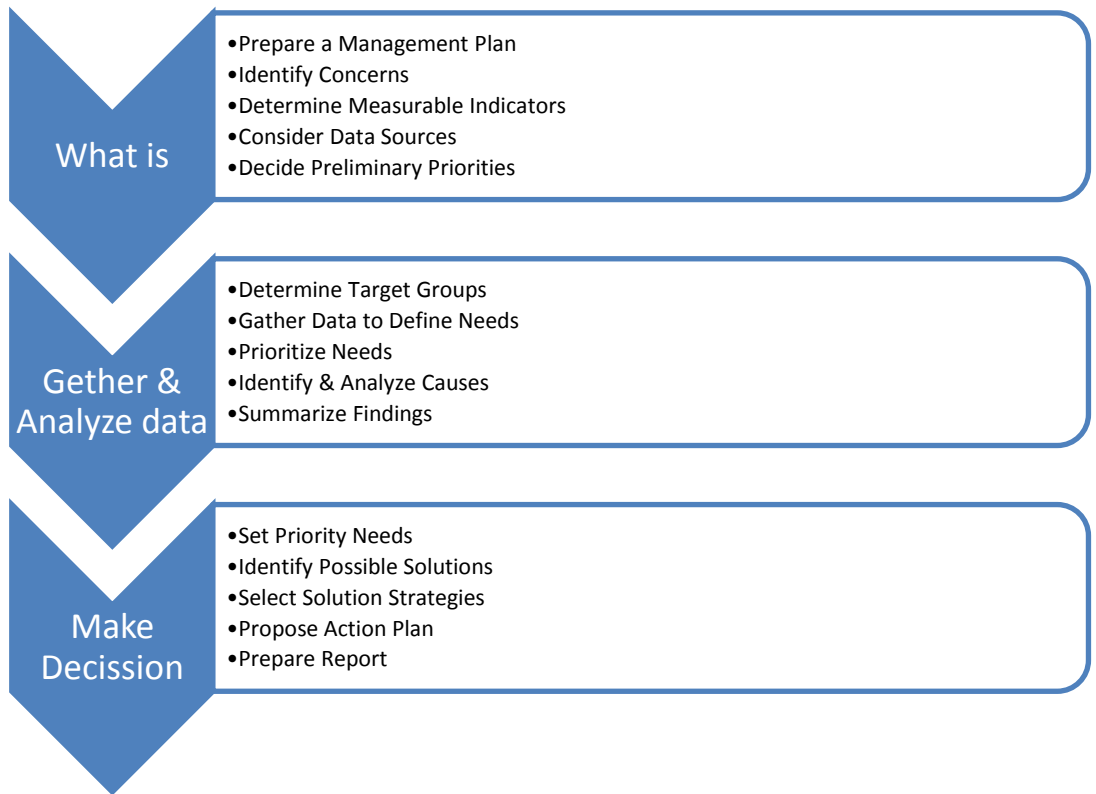 What is
•Prepare a Management Plan
•Identify Concerns
•Determine Measurable Indicators
•Consider Data Sources
•Decide Preliminary Priorities
Gether &
Analyze data
•Determine Target Groups
•Gather Data to Define Needs
•Prioritize Needs
•Identify & Analyze Causes
•Summarize Findings
Make
Decission
•Set Priority Needs
•Identify Possible Solutions
•Select Solution Strategies
•Propose Action Plan
•Prepare Report